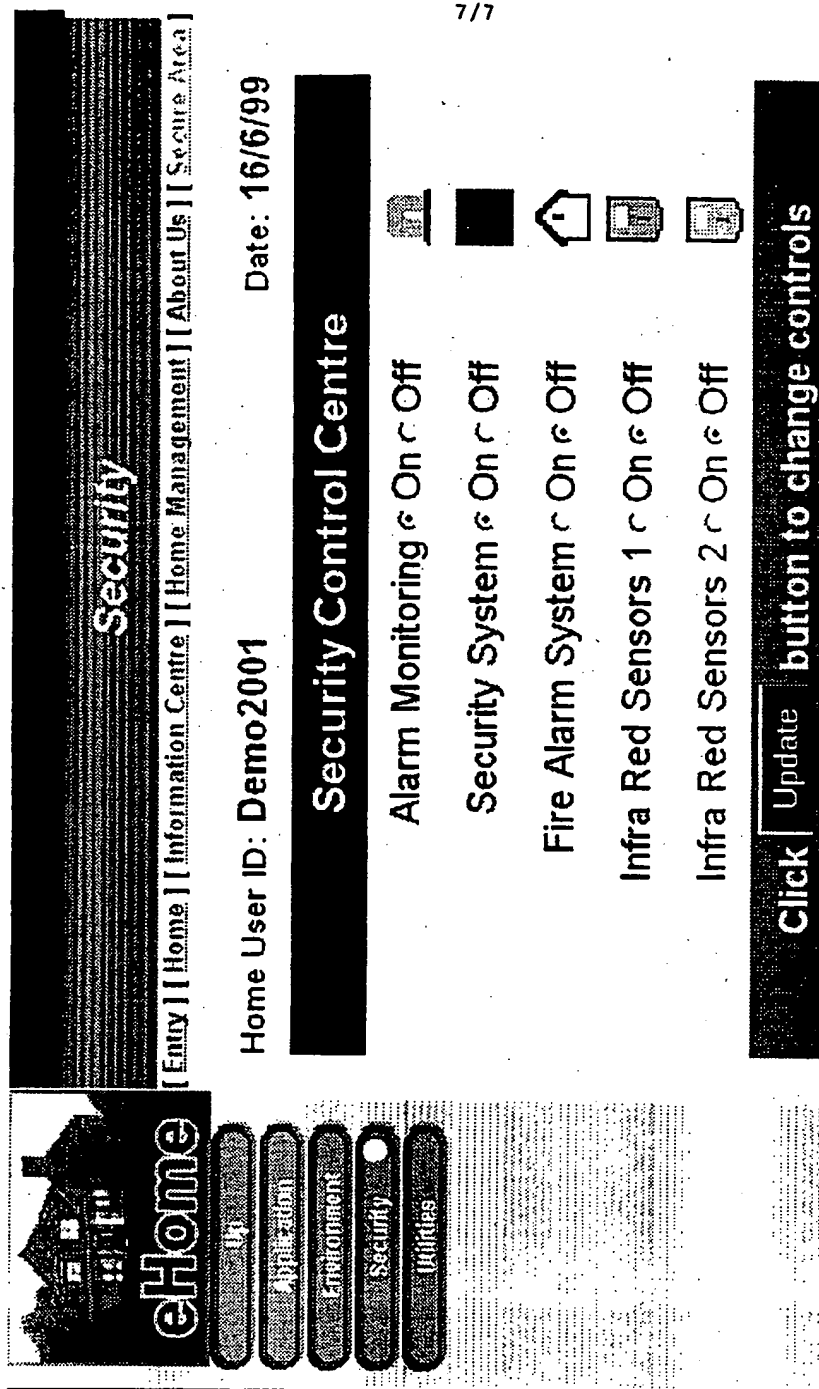 7/7
Security
[ Entry ] [ Home ] [ Information Centre ] [ Home Management ] [ About Us ] [ Secure Area ]
eHome
Up
Application
Environment
Security
Utilities
Home User ID: Demo2001 Date: 16/6/99
Security Control Centre
Alarm Monitoring On Off
Security System On Off
Fire Alarm System On Off
Infra Red Sensors 1 On Off
Infra Red Sensors 2 On Off
Click Update button to change controls